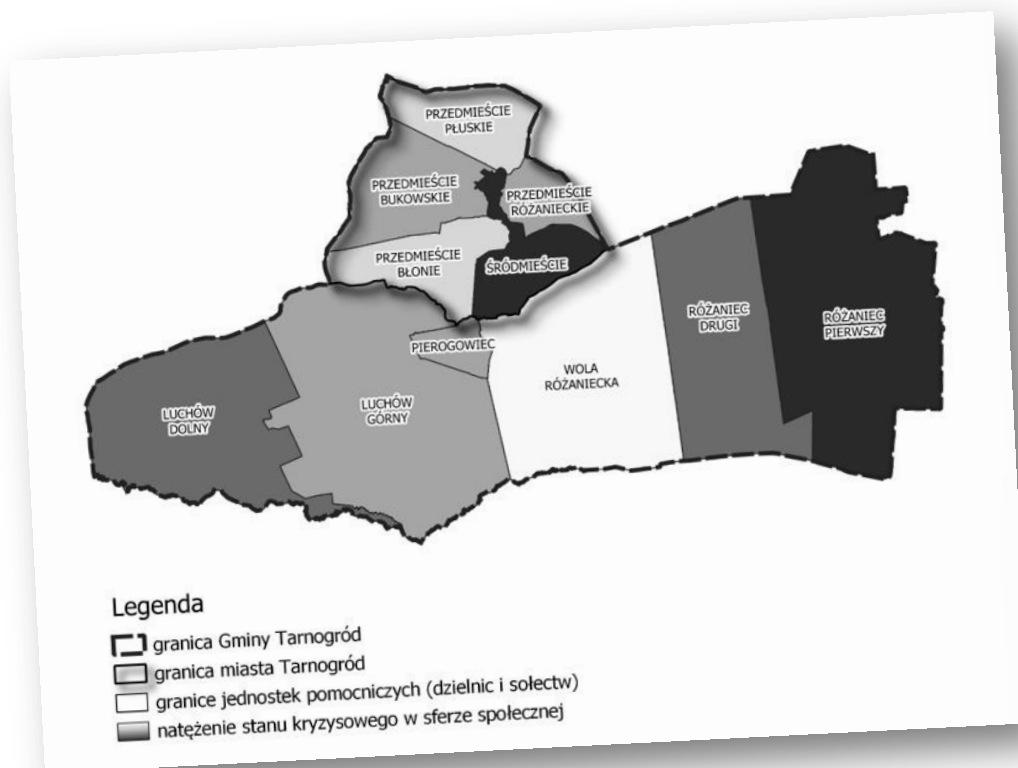 PRZEDMIEŚCIE
PŁUSKIE
PRZEDMIEŚCIE
BUKOWSKIE
PRZEDMIEŚCIE
RÓŻANIECKIE
PRZEDMIEŚCIE
BŁONIE
ŚRÓDMIEŚCIE
PIEROGOWIEC
RÓŻANIEC
DRUGI
RÓŻANIEC
PIERWSZY
WOLA
RÓŻANIECKA
LUCHÓW
DOLNY
LUCHÓW
GÓRNY
Legenda
granica Gminy Tarnogród
granica miasta Tarnogród
granice jednostek pomocniczych (dzielnic i sołectw)
natężenie stanu kryzysowego w sferze społecznej